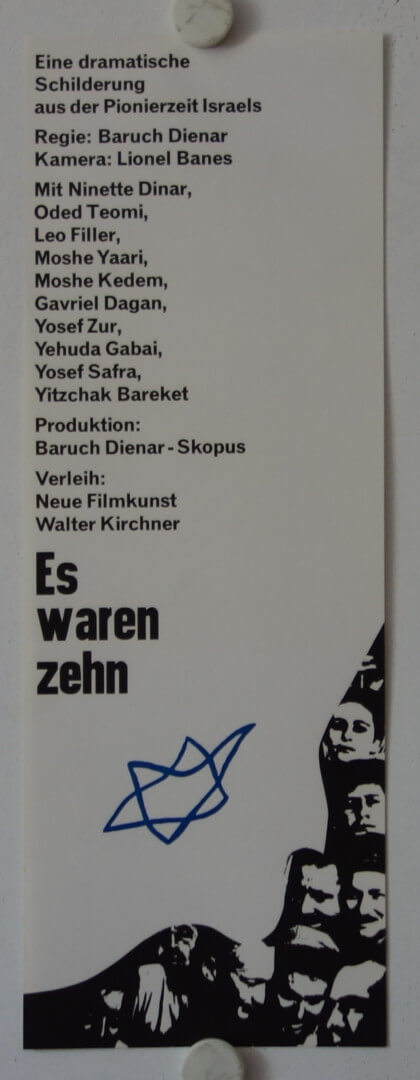 Eine dramatische
Schilderung
aus der Pionierzeit Israels
Regie: Baruch Dienar
Kamera: Lionel Banes
Mit Ninette Dinar,
Oded Teomi,
Leo Filler,
Moshe Yaari,
Moshe Kedem,
Gavriel Dagan,
Yosef Zur,
Yehuda Gabai,
Yosef Safra,
Yitzchak Bareket
Produktion:
Baruch Dienar - Skopus
Verleih:
Neue Filmkunst
Walter Kirchner
Es
waren
zehn